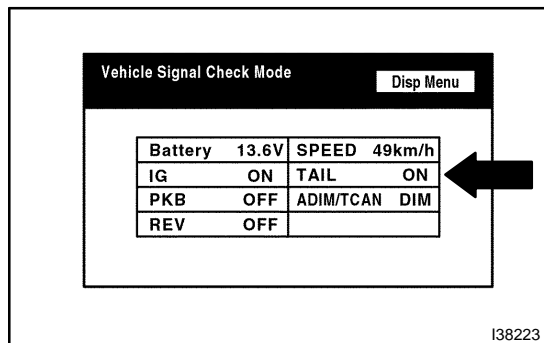 Vehicle Signal Check Mode
Disp Menu
Battery 13.6V SPEED 49km/h
IG ON TAIL ON
PKB OFF ADIM/TCAN DIM
REV OFF
I38223